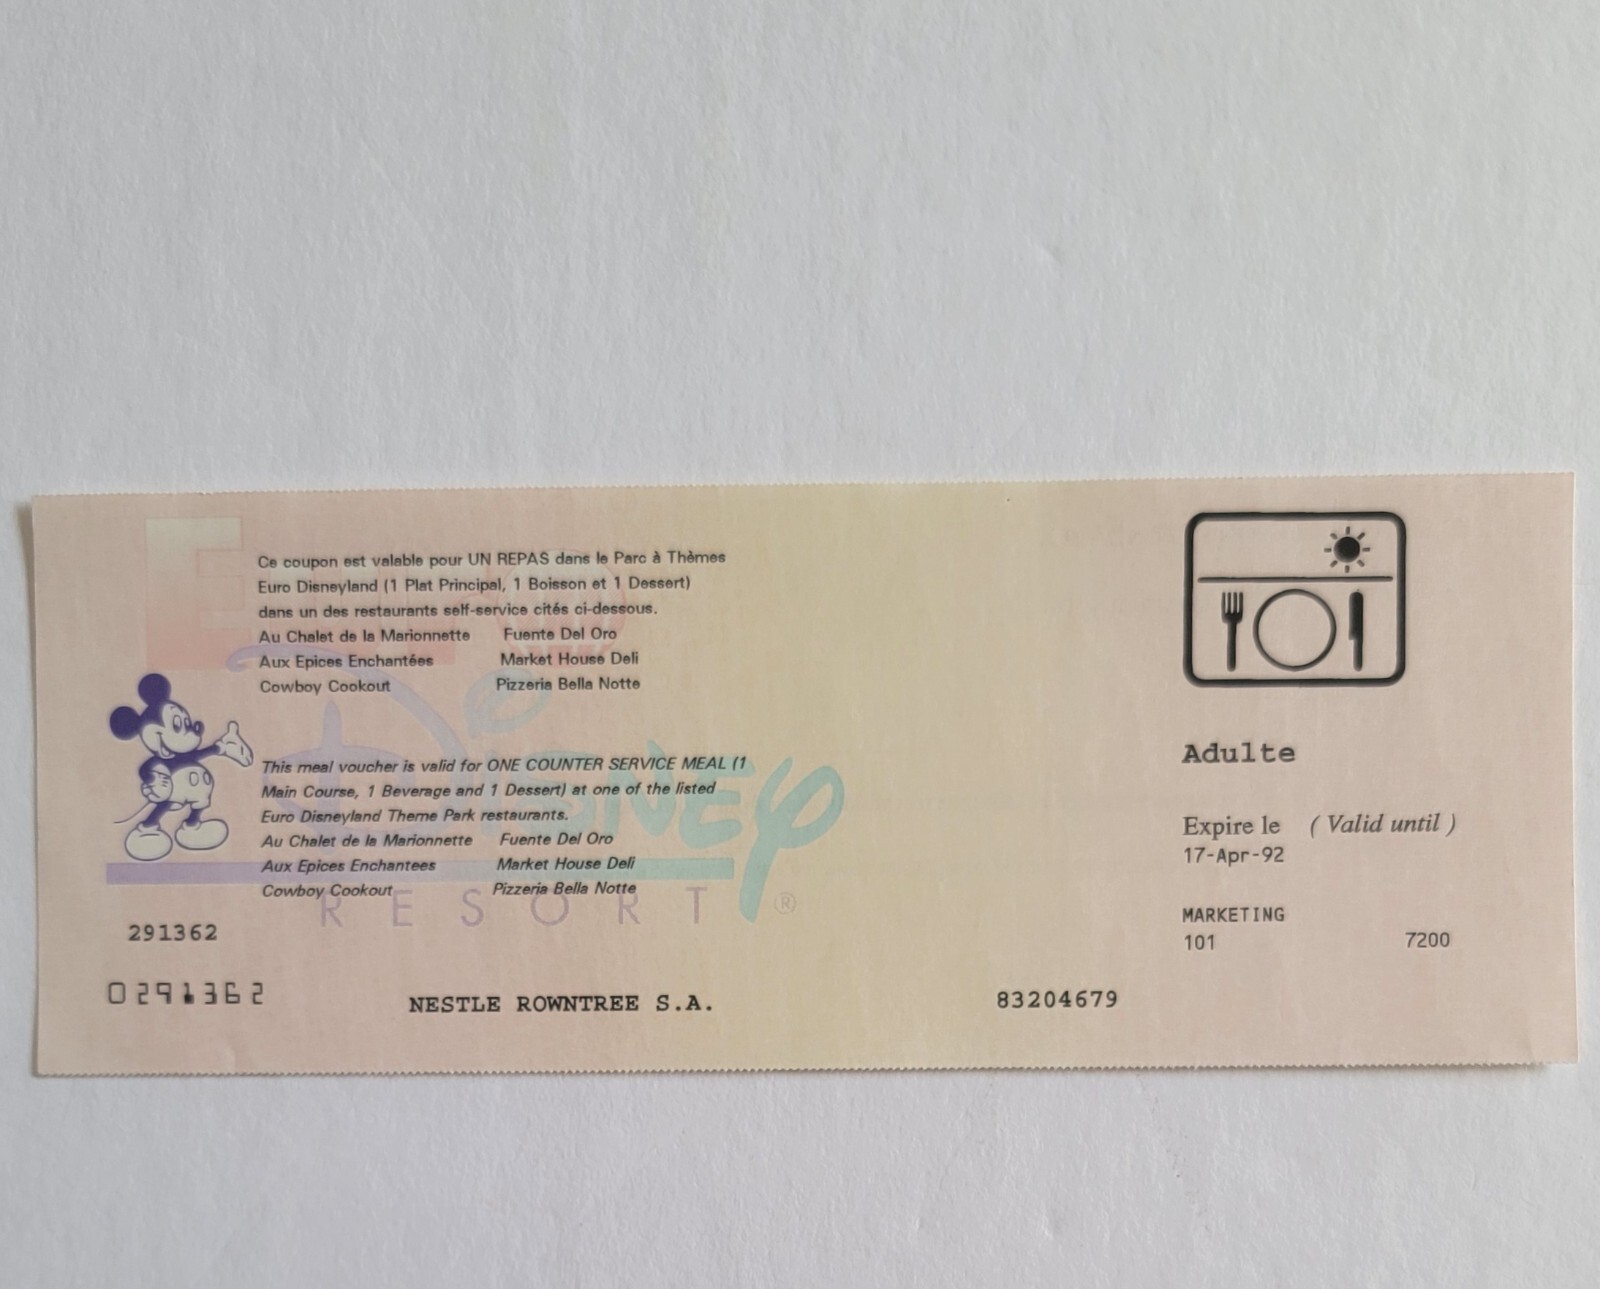 Ce coupon est valable pour UN REPAS dans le Parc à Thèmes
Euro Disneyland (1 Plat Principal, 1 Boisson et 1 Dessert)
dans un des restaurants self-service cités ci-dessous.
Au Chalet de la Marionnette Fuente Del Oro
Aux Epices Enchantées Market House Deli
Cowboy Cookout Pizzeria Bella Notte
This meal voucher is valid for ONE COUNTER SERVICE MEAL (1
Main Course, 1 Beverage and 1 Dessert) at one of the listed
Euro Disneyland Theme Park restaurants.
Au Chalet de la Marionnette Fuente Del Oro
Aux Epices Enchantees Market House Deli
Cowboy Cookout Pizzeria Bella Notte
EURO
DISNEY
RESORT ®
291362
0291362
NESTLE ROWNTREE S.A.
83204679
Adulte
Expire le (Valid until)
17-Apr-92
MARKETING
101 7200